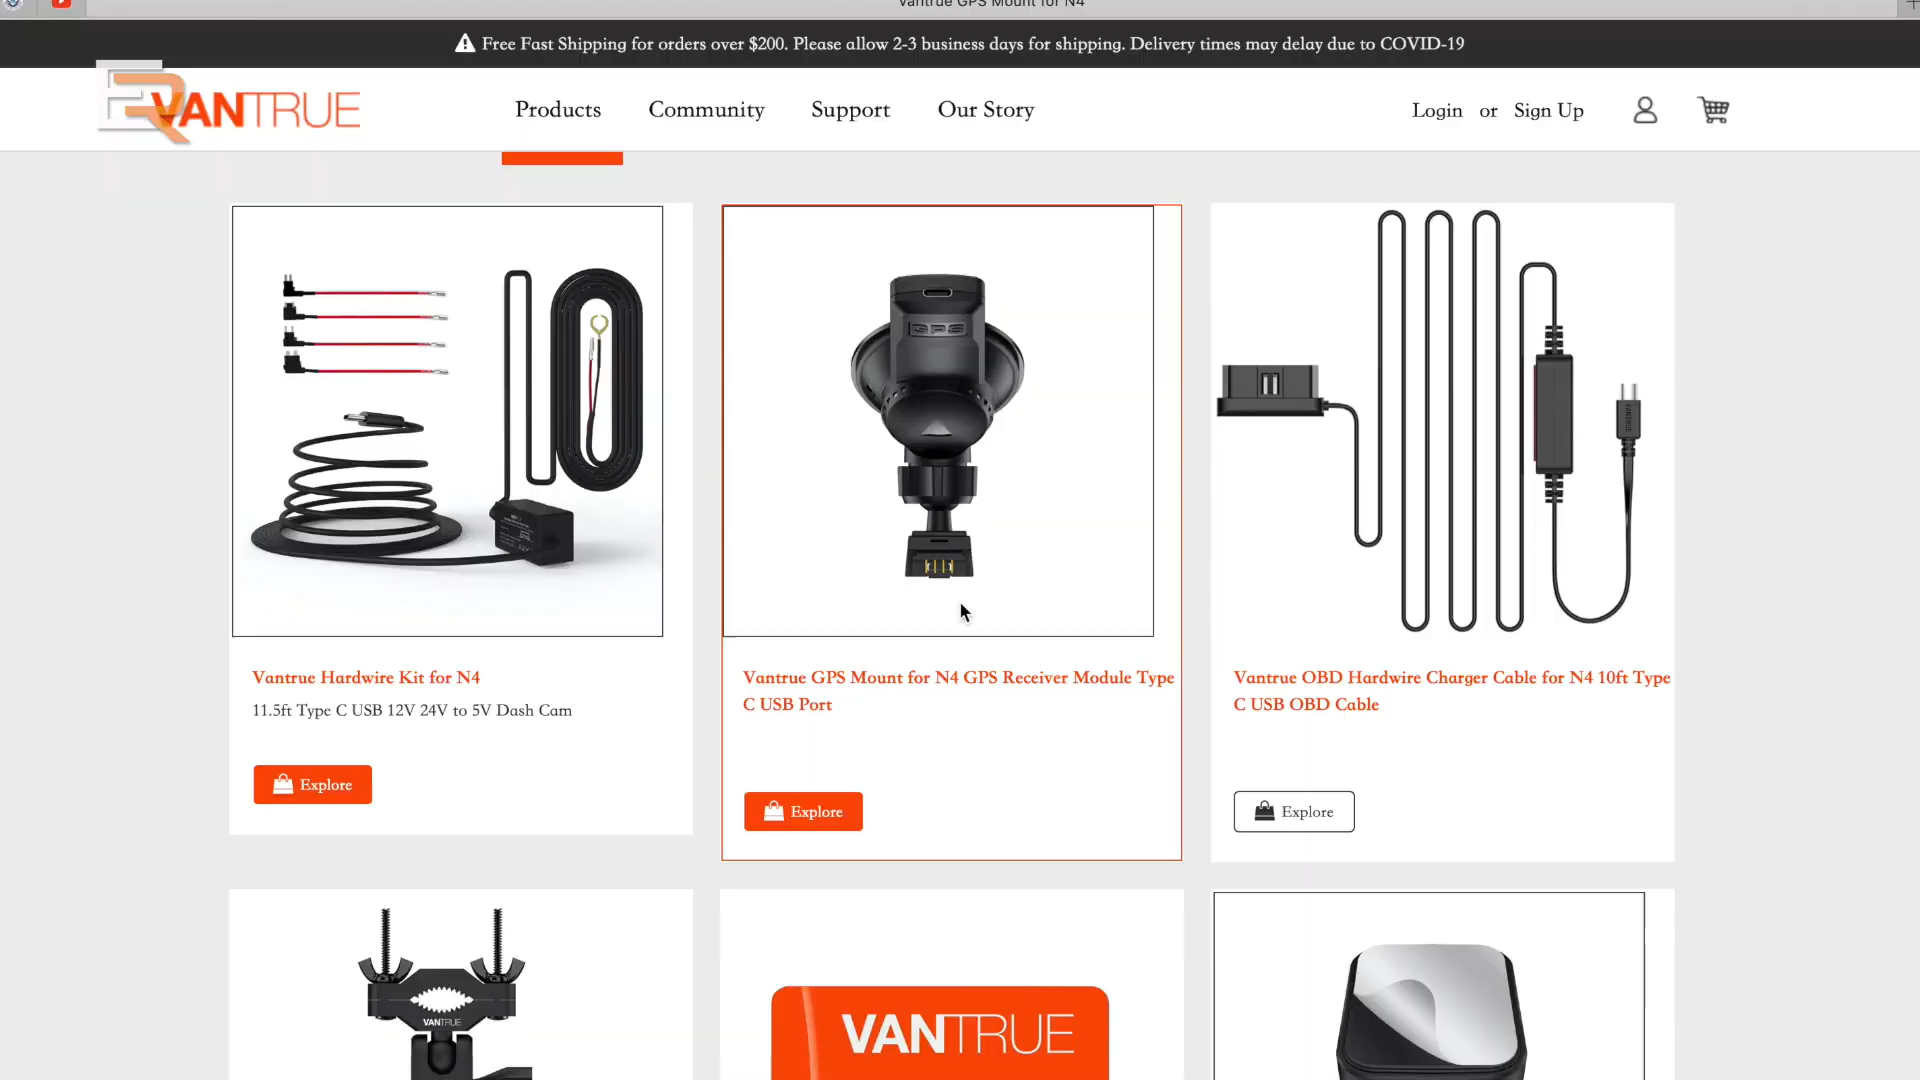 Vantrue GPS Mount for N4
Free Fast Shipping for orders over $200. Please allow 2-3 business days for shipping. Delivery times may delay due to COVID-19
ER
VANTRUE
Products
Community
Support
Our Story
Login or Sign Up
GPS
VANTRUE
Vantrue Hardwire Kit for N4
11.5ft Type C USB 12V 24V to 5V Dash Cam
Explore
Vantrue GPS Mount for N4 GPS Receiver Module Type
C USB Port
Explore
Vantrue OBD Hardwire Charger Cable for N4 10ft Type
C USB OBD Cable
Explore
VANTRUE
VANTRUE